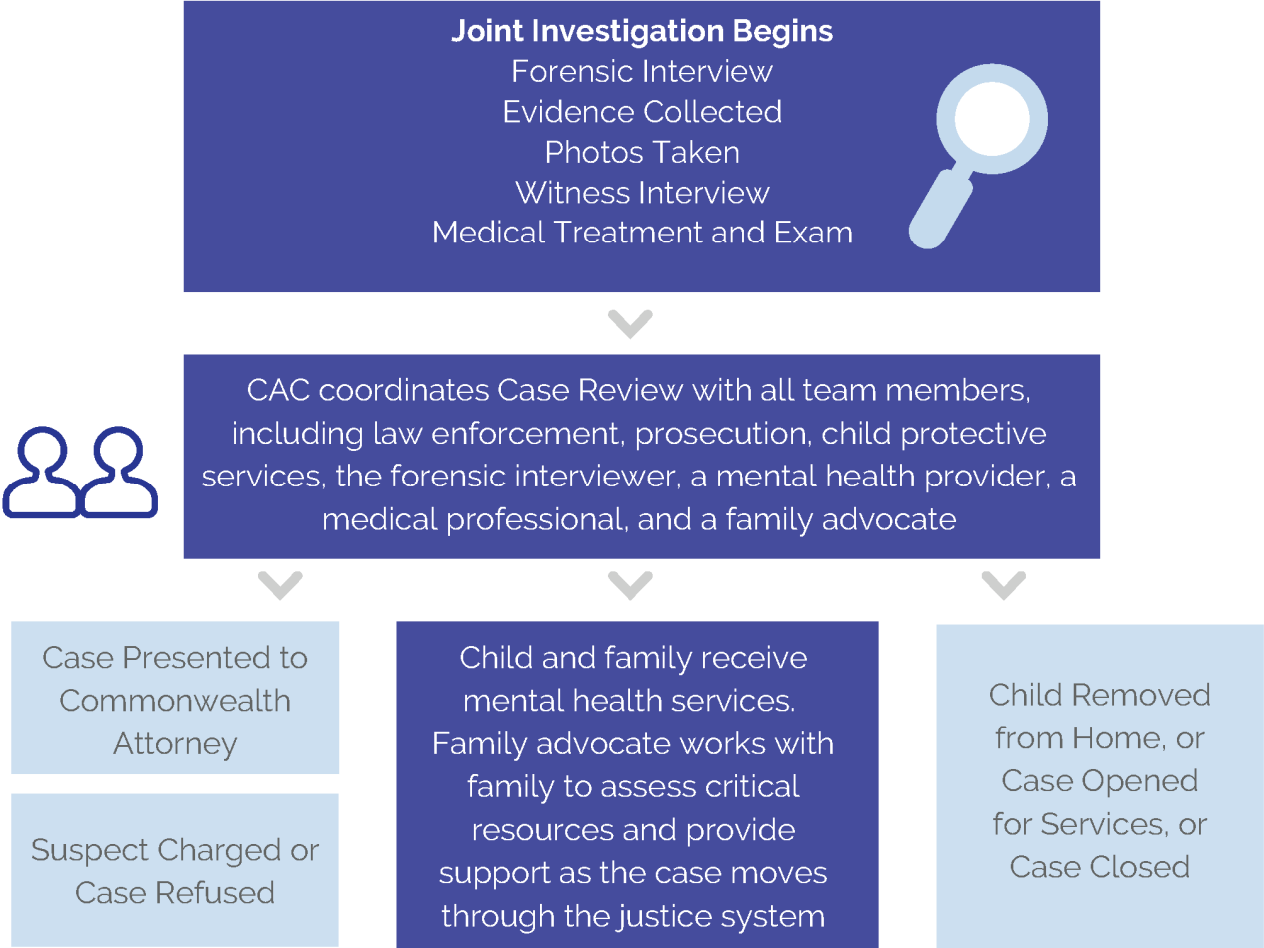 Joint Investigation Begins
Forensic Interview
Evidence Collected
Photos Taken
Witness Interview
Medical Treatment and Exam
CAC coordinates Case Review with all team members,
including law enforcement, prosecution, child protective
services, the forensic interviewer, a mental health provider, a
medical professional, and a family advocate
Case Presented to
Commonwealth
Attorney
Suspect Charged or
Case Refused
Child and family receive
mental health services.
Family advocate works with
family to assess critical
resources and provide
support as the case moves
through the justice system
Child Removed
from Home, or
Case Opened
for Services, or
Case Closed